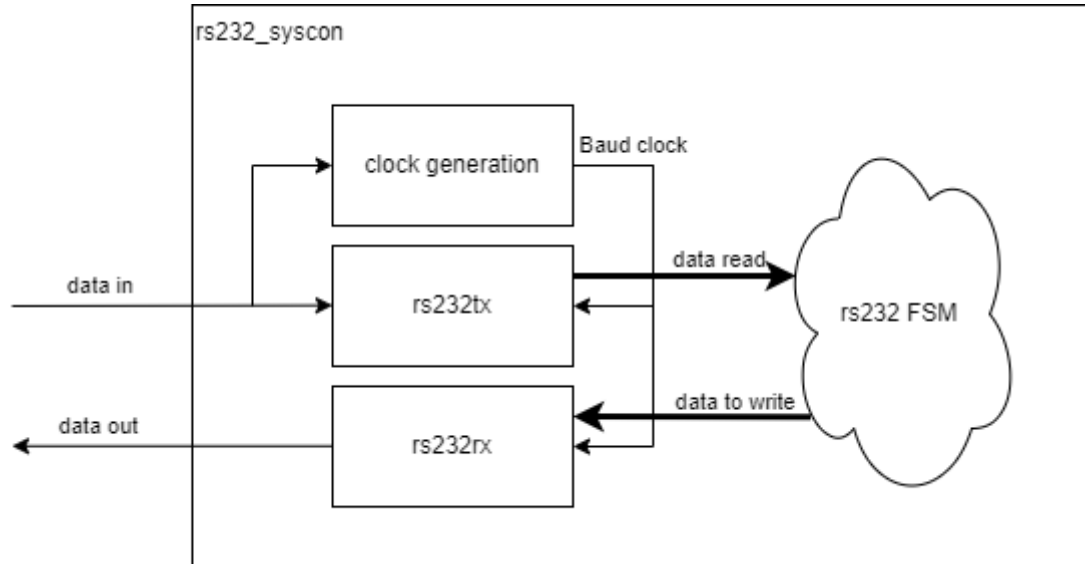 rs232_syscon
Baud clock
clock generation
data read
data in
rs232tx
rs232 FSM
data to write
data out
rs232rx